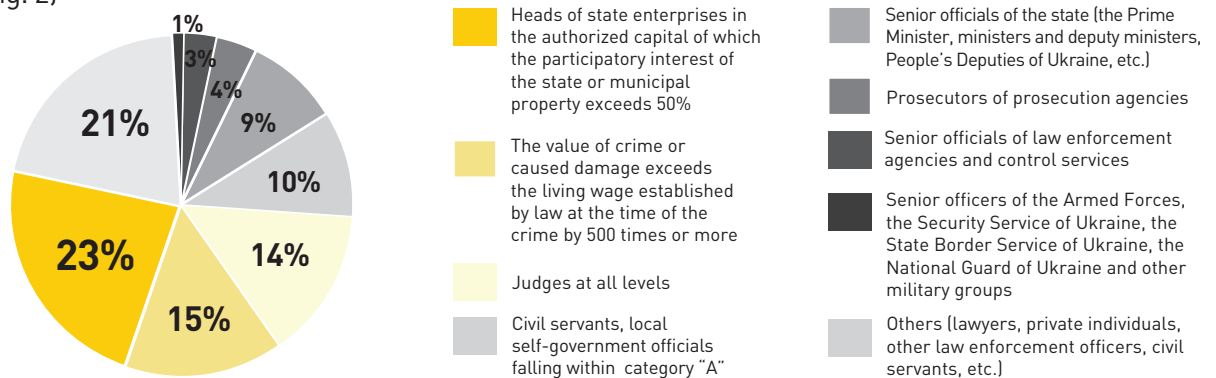 1%
3%
4%
9%
21%
10%
23%
14%
15%
Heads of state enterprises in
the authorized capital of which
the participatory interest of
the state or municipal
property exceeds 50%
The value of crime or
caused damage exceeds
the living wage established
by law at the time of the
crime by 500 times or more
Judges at all levels
Civil servants, local
self-government officials
falling within category “A”
Senior officials of the state (the Prime
Minister, ministers and deputy ministers,
People's Deputies of Ukraine, etc.)
Prosecutors of prosecution agencies
Senior officials of law enforcement
agencies and control services
Senior officers of the Armed Forces,
the Security Service of Ukraine, the
State Border Service of Ukraine, the
National Guard of Ukraine and other
military groups
Others (lawyers, private individuals,
other law enforcement officers, civil
servants, etc.)